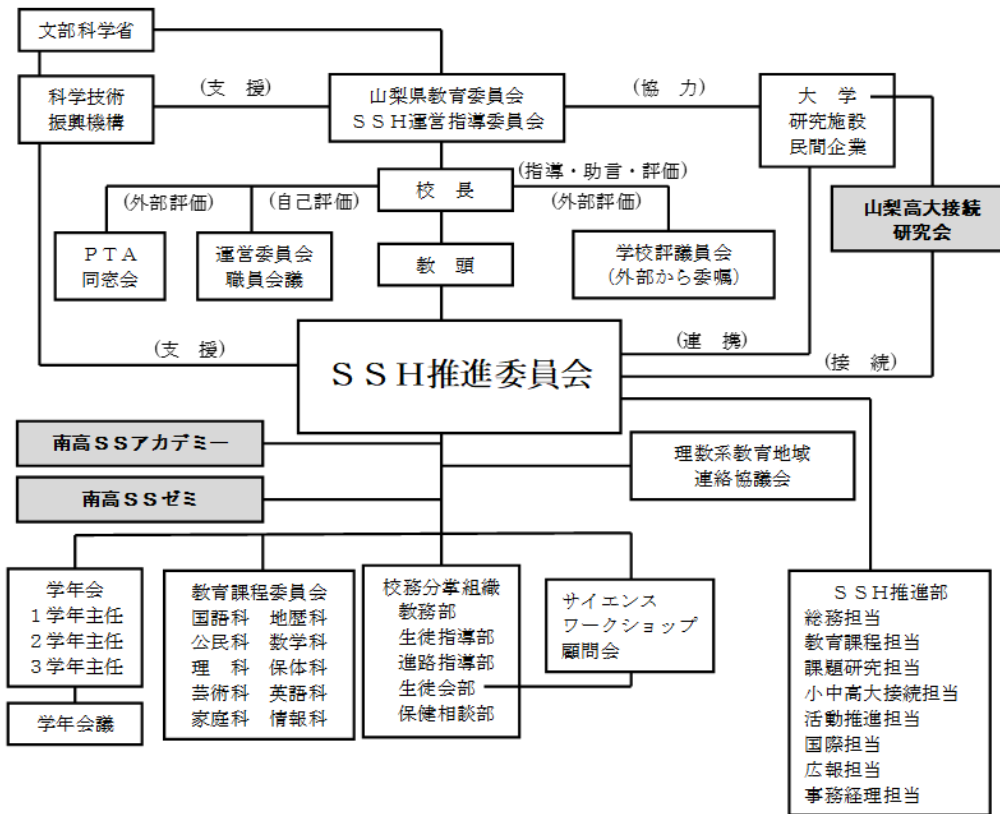 文部科学省
科学技術
振興機構
(支　援)
山梨県教育委員会
ＳＳＨ運営指導委員会
(協　力)
大　学
研究施設
民間企業
(指導・助言・評価)
校　長
(外部評価)
(自己評価)
(外部評価)
山梨高大接続
研究会
ＰＴＡ
同窓会
運営委員会
職員会議
教　頭
学校評議員会
(外部から委嘱)
(支　援)
ＳＳＨ推進委員会
(連　携)
(接　続)
南高ＳＳアカデミー
南高ＳＳゼミ
理数系教育地域
連絡協議会
学年会
１学年主任
２学年主任
３学年主任
学年会議
教育課程委員会
国語科　地歴科
公民科　数学科
理　科　保体科
芸術科　英語科
家庭科　情報科
校務分掌組織
教務部
生徒指導部
進路指導部
生徒会部
保健相談部
サイエンス
ワークショップ
顧問会
ＳＳＨ推進部
総務担当
教育課程担当
課題研究担当
小中高大接続担当
活動推進担当
国際担当
広報担当
事務経理担当